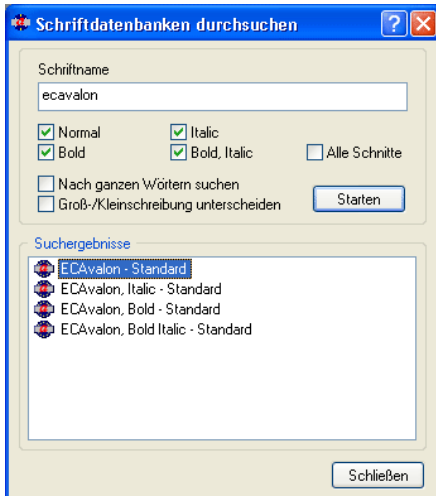 Schriftdatenbanken durchsuchen
Schriftname
ecavalon
Normal Italic
Bold Bold, Italic Alle Schnitte
Nach ganzen Wörtern suchen
Groß-/Kleinschreibung unterscheiden Starten
Suchergebnisse
ECAvalon - Standard
ECAvalon, Italic - Standard
ECAvalon, Bold - Standard
ECAvalon, Bold Italic - Standard
Schließen